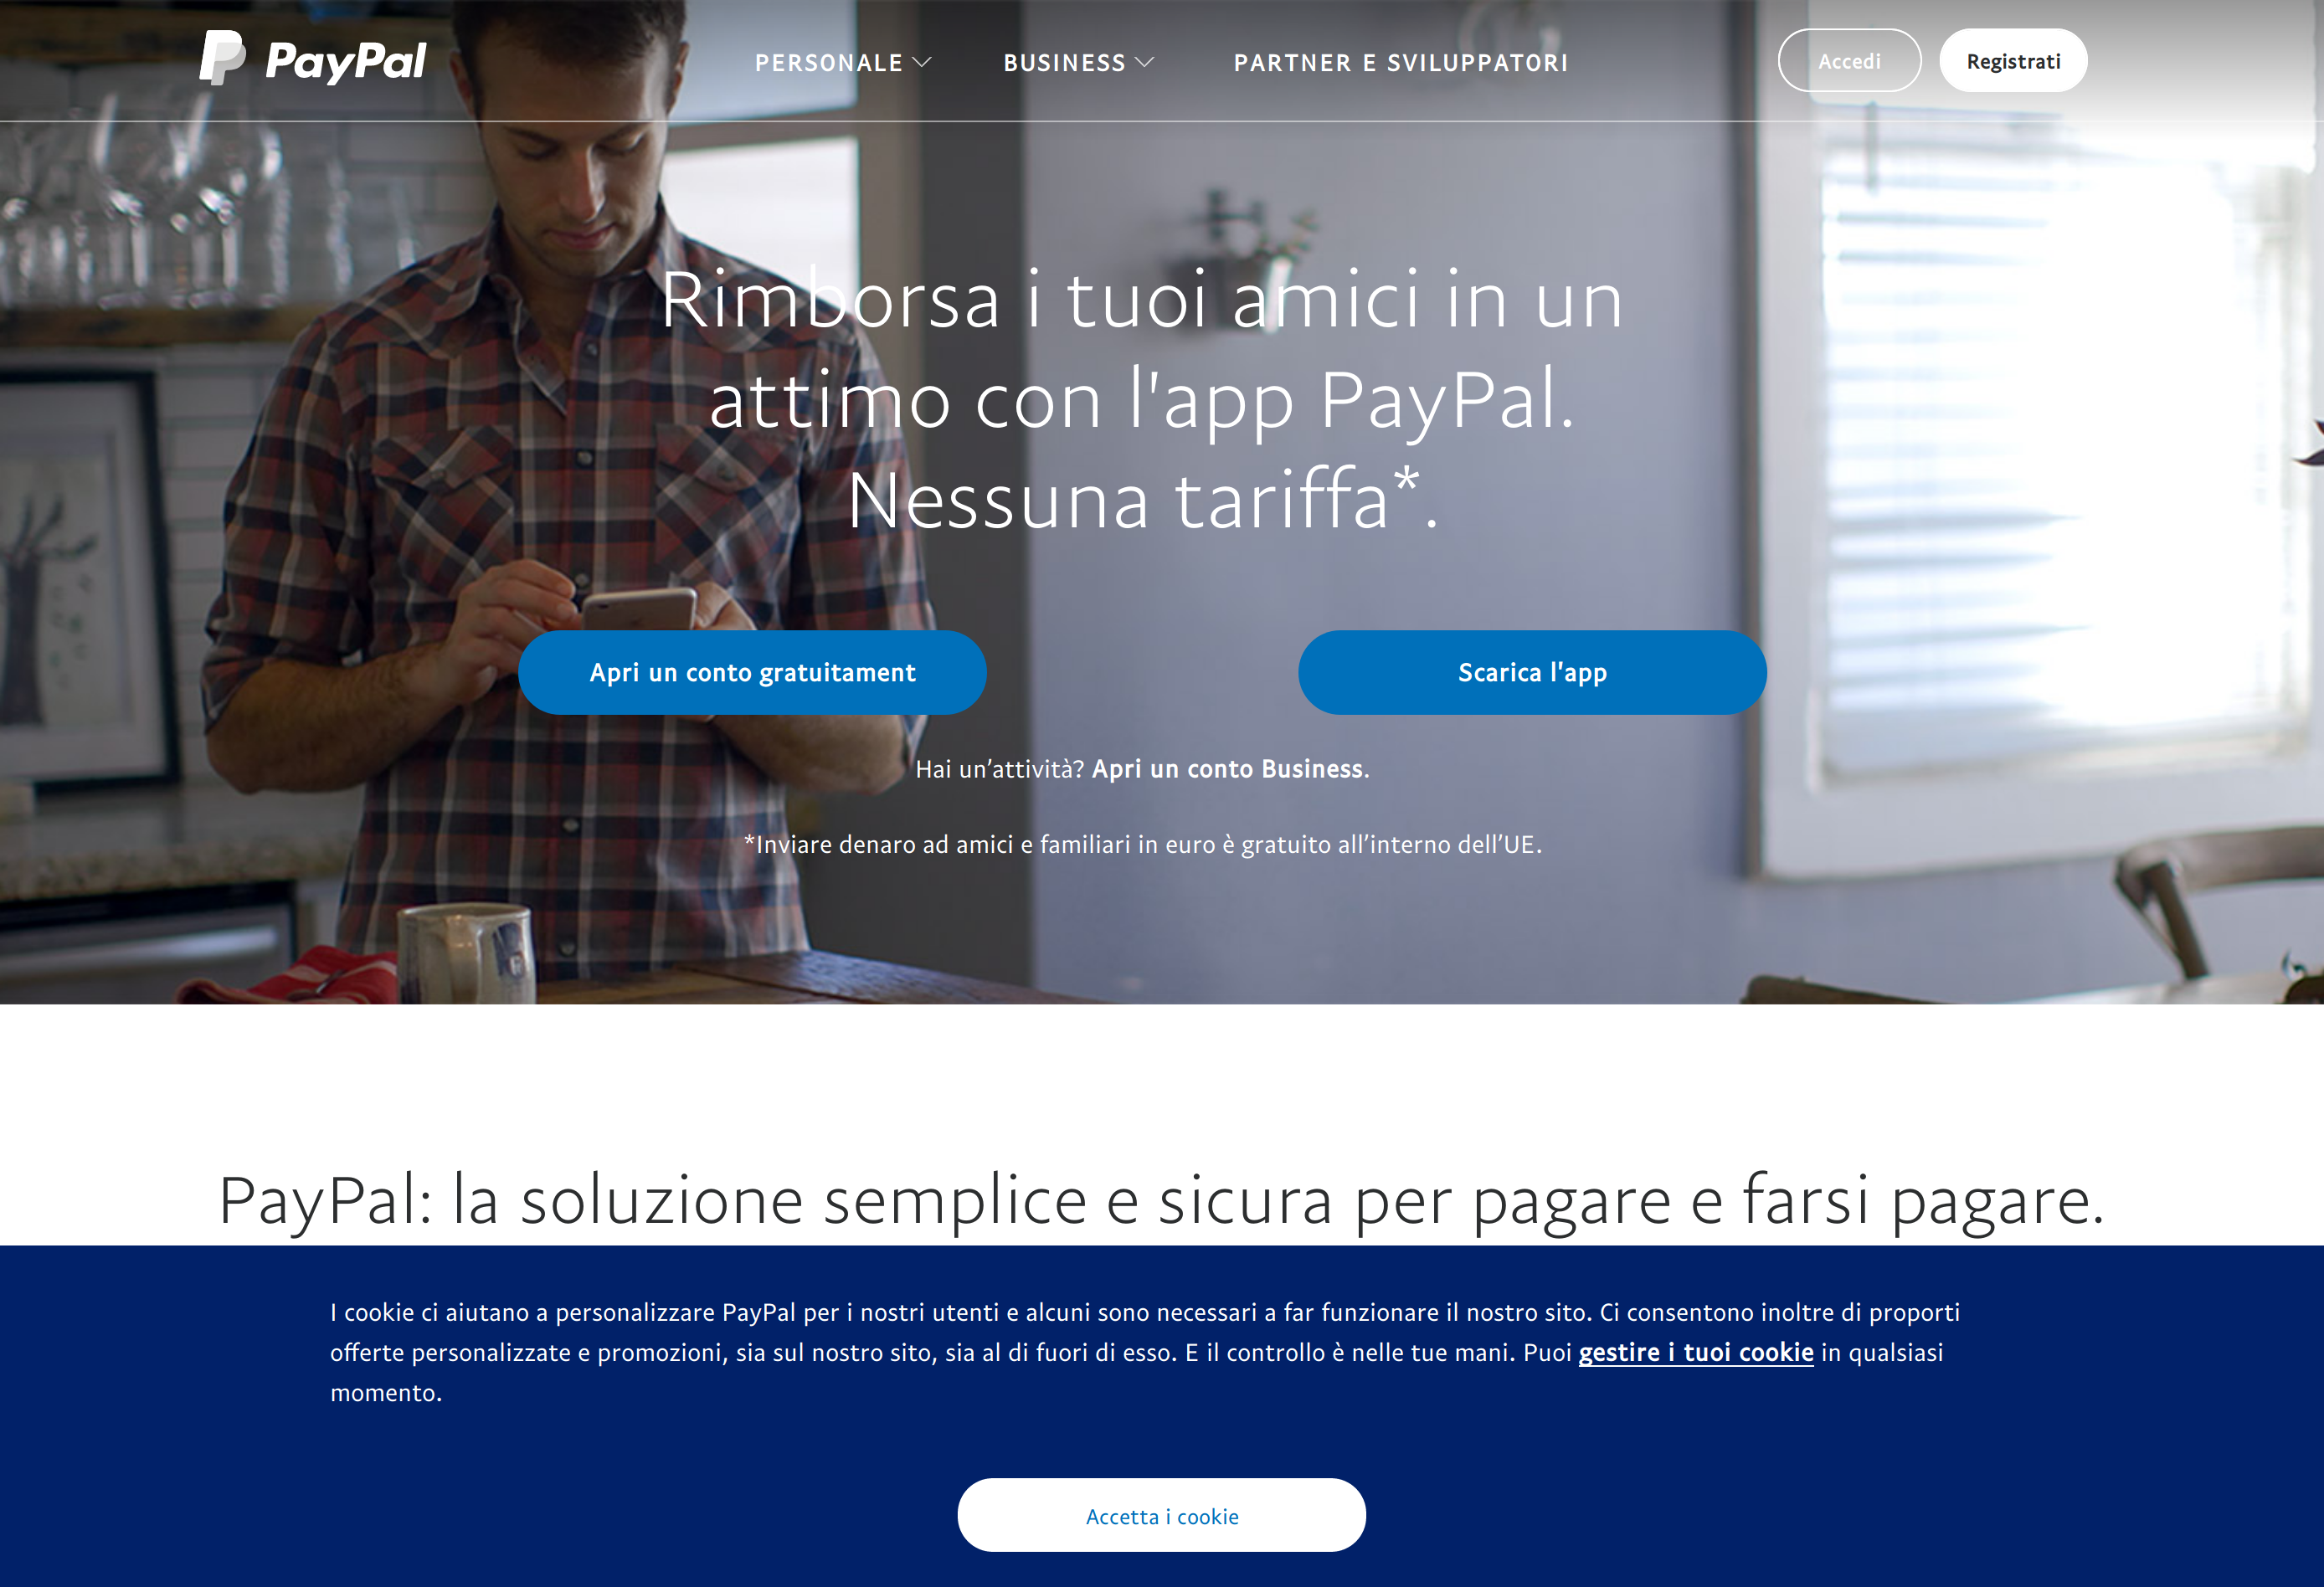 PayPal
PERSONALE
BUSINESS
PARTNER E SVILUPPATORI
Accedi
Registrati
Rimborsa i tuoi amici in un
attimo con l'app PayPal.
Nessuna tariffa*.
Apri un conto gratuitament
Scarica l'app
Hai un’attività? Apri un conto Business.
*Inviare denaro ad amici e familiari in euro è gratuito all’interno dell’UE.
PayPal: la soluzione semplice e sicura per pagare e farsi pagare.
I cookie ci aiutano a personalizzare PayPal per i nostri utenti e alcuni sono necessari a far funzionare il nostro sito. Ci consentono inoltre di proporti
offerte personalizzate e promozioni, sia sul nostro sito, sia al di fuori di esso. E il controllo è nelle tue mani. Puoi gestire i tuoi cookie in qualsiasi
momento.
Accetta i cookie